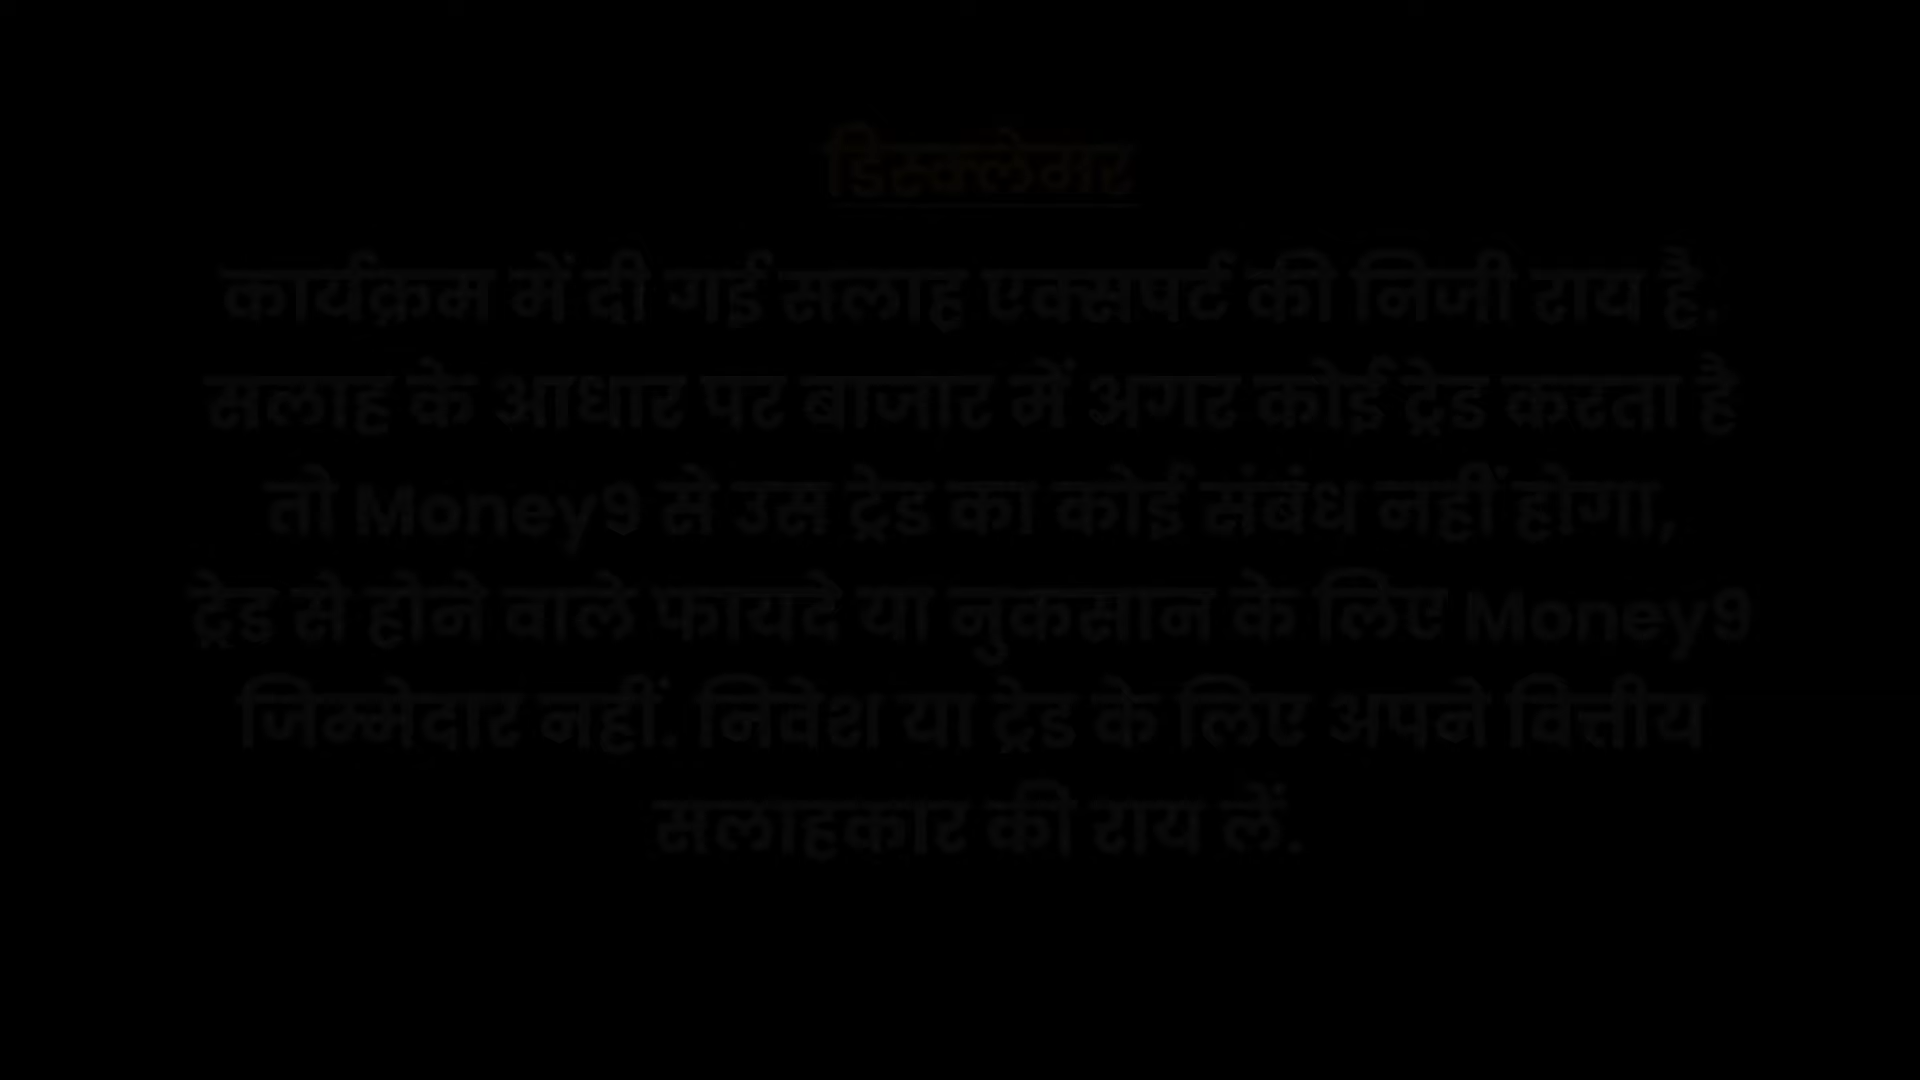 डिस्क्लेमर
कार्यक्रम में दी गई सलाह एक्सपर्ट की निजी राय है.
सलाह के आधार पर बाजार में अगर कोई ट्रेड करता है
तो Money9 से उस ट्रेड का कोई संबंध नहीं होगा,
ट्रेड से होने वाले फायदे या नुकसान के लिए Money9
जिम्मेदार नहीं. निवेश या ट्रेड के लिए अपने वित्तीय
सलाहकार की राय लें.